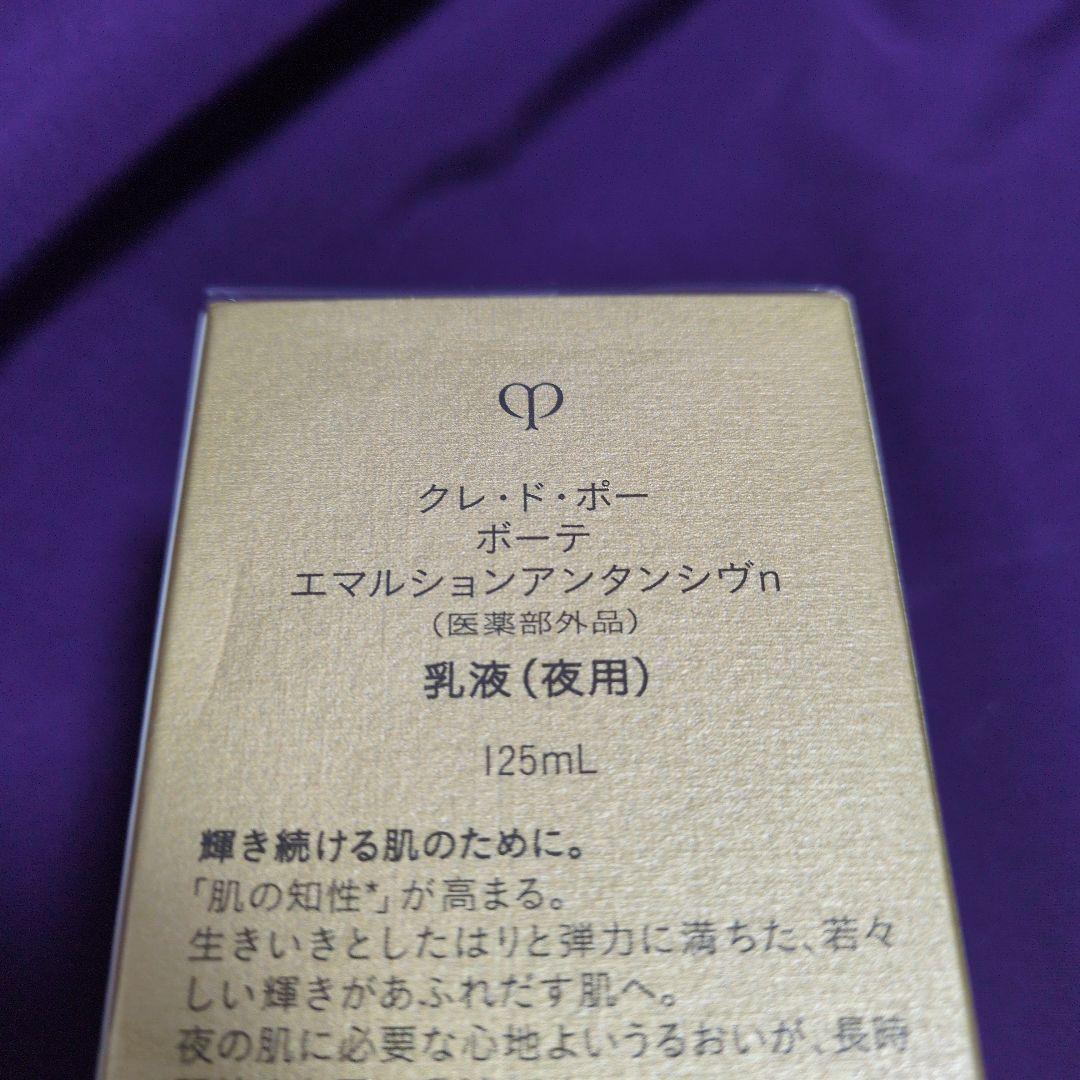 クレ・ド・ポー
ボーテ
エマルションアンタンシヴn
(医薬部外品)
乳液(夜用)
125mL
輝き続ける肌のために。
「肌の知性*」が高まる。
生きいきとしたはりと弾力に満ちた、若々
しい輝きがあふれだす肌へ。
夜の肌に必要な心地よいうるおいが、長時